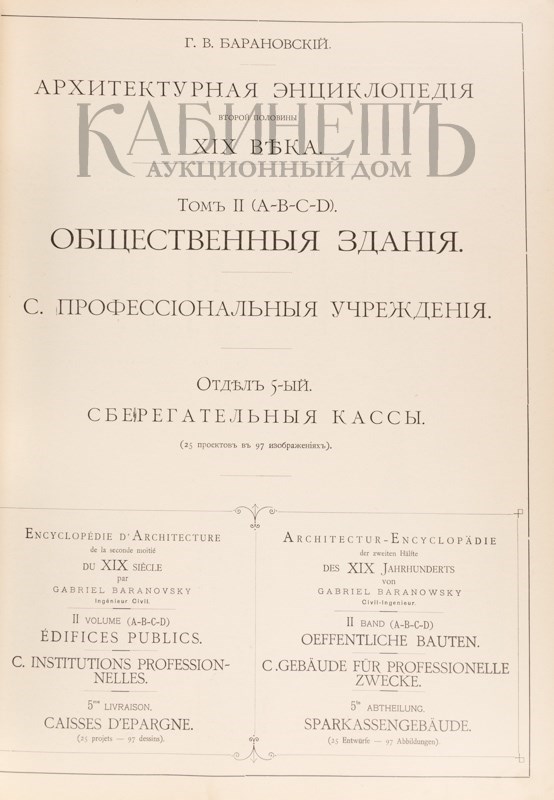 Г. В. БАРАНОВСКІЙ.
АРХИТЕКТУРНАЯ ЭНЦИКЛОПЕДІЯ
ВТОРОЙ ПОЛОВИНЫ
КАБИНЕТЪ
XIX ВѢКА.
АУКЦИОННЫЙ ДОМ
Томъ II (А-В-С-D).
ОБЩЕСТВЕННЫЯ ЗДАНІЯ.
С. ПРОФЕССІОНАЛЬНЫЯ УЧРЕЖДЕНІЯ.
Отдѣлъ 5-ый.
СБЕРЕГАТЕЛЬНЫЯ КАССЫ.
(25 проектовъ въ 97 изображеніяхъ).
Encyclopédie d'Architecture
de la seconde moitié
du XIX siècle
par
GABRIEL BARANOVSKY
Ingénieur Civil.
II VOLUME (A-B-C-D)
ÉDIFICES PUBLICS.
C. INSTITUTIONS PROFESSION-
NELLES.
5me LIVRAISON.
CAISSES D'EPARGNE.
(25 projets — 97 dessins).
Architectur-Encyclopädie
der zweiten Hälfte
des XIX Jahrhunderts
von
GABRIEL BARANOWSKY
Civil-Ingenieur.
II BAND (A-B-C-D)
OEFFENTLICHE BAUTEN.
C.GEBÄUDE FÜR PROFESSIONELLE
ZWECKE.
5te ABTHEILUNG.
SPARKASSENGEBÄUDE.
(25 Entwürfe — 97 Abbildungen).